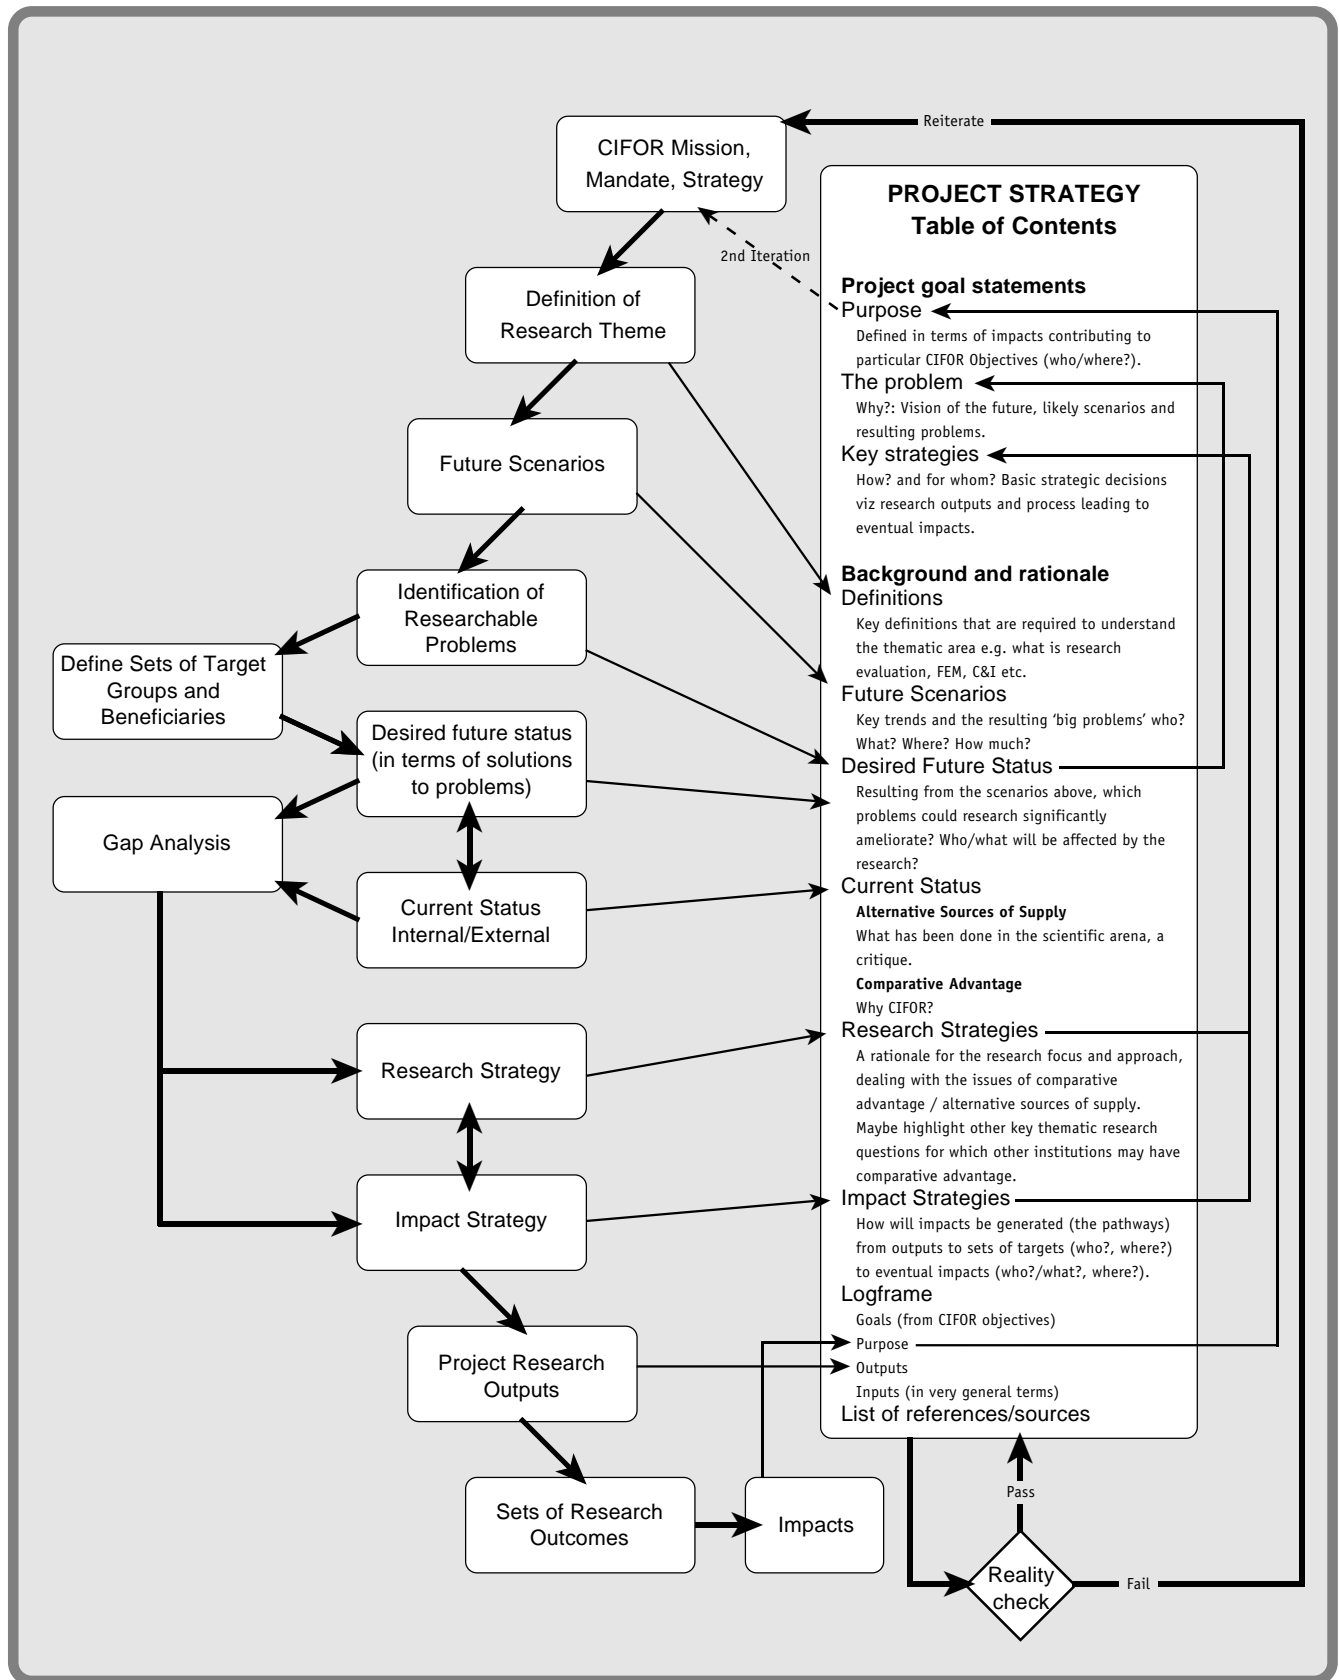 Reiterate
CIFOR Mission,
Mandate, Strategy
2nd Iteration
Definition of
Research Theme
Future Scenarios
Identification of
Researchable
Problems
Define Sets of Target
Groups and
Beneficiaries
Desired future status
(in terms of solutions
to problems)
Gap Analysis
Current Status
Internal/External
Research Strategy
Impact Strategy
Project Research
Outputs
Sets of Research
Outcomes
Impacts
PROJECT STRATEGY
Table of Contents
Project goal statements
Purpose
Defined in terms of impacts contributing to
particular CIFOR Objectives (who/where?).
The problem
Why?: Vision of the future, likely scenarios and
resulting problems.
Key strategies
How? and for whom? Basic strategic decisions
viz research outputs and process leading to
eventual impacts.
Background and rationale
Definitions
Key definitions that are required to understand
the thematic area e.g. what is research
evaluation, FEM, C&I etc.
Future Scenarios
Key trends and the resulting ‘big problems’ who?
What? Where? How much?
Desired Future Status
Resulting from the scenarios above, which
problems could research significantly
ameliorate? Who/what will be affected by the
research?
Current Status
Alternative Sources of Supply
What has been done in the scientific arena, a
critique.
Comparative Advantage
Why CIFOR?
Research Strategies
A rationale for the research focus and approach,
dealing with the issues of comparative
advantage / alternative sources of supply.
Maybe highlight other key thematic research
questions for which other institutions may have
comparative advantage.
Impact Strategies
How will impacts be generated (the pathways)
from outputs to sets of targets (who?, where?)
to eventual impacts (who?/what?, where?).
Logframe
Goals (from CIFOR objectives)
Purpose
Outputs
Inputs (in very general terms)
List of references/sources
Pass
Reality
check
Fail